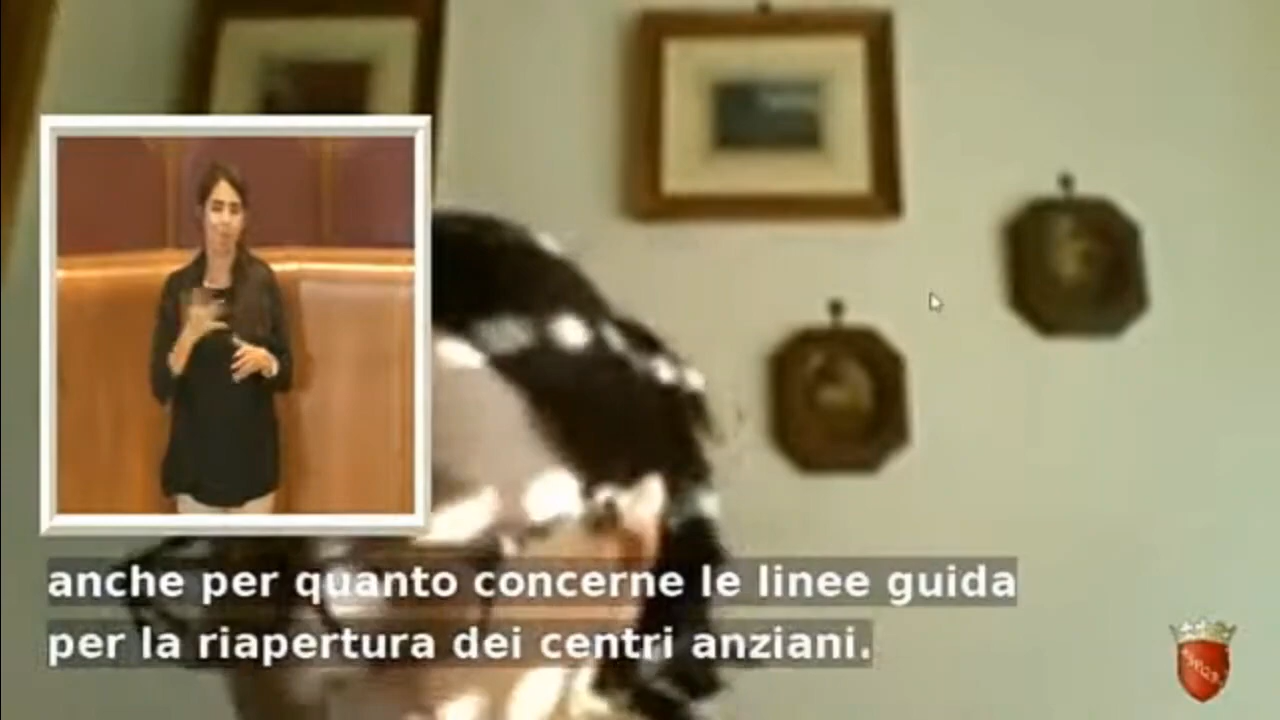 anche per quanto concerne le linee guida
per la riapertura dei centri anziani.